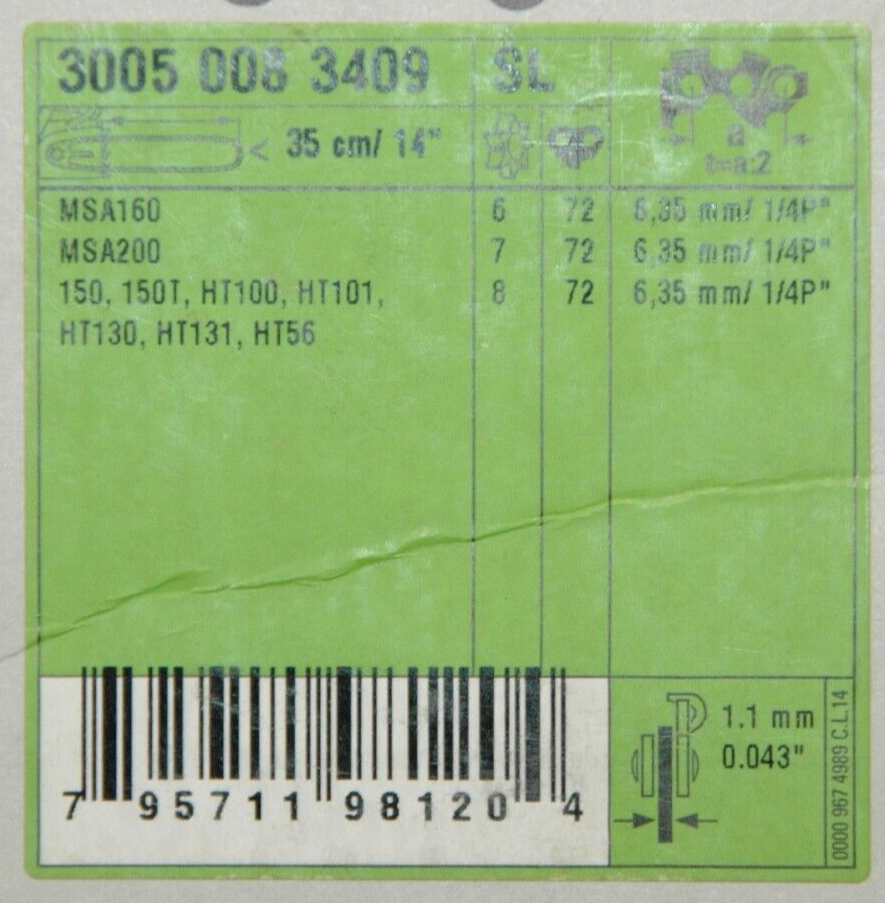 3005 008 3409 SL
a
< 35 cm/ 14" t=a:2
MSA160 6 72 6,35 mm/ 1/4P"
MSA200 7 72 6,35 mm/ 1/4P"
150, 150T, HT100, HT101, 8 72 6,35 mm/ 1/4P"
HT130, HT131, HT56
1.1 mm
0.043"
0000 967 4989 C.L.14
7 95711 98120 4